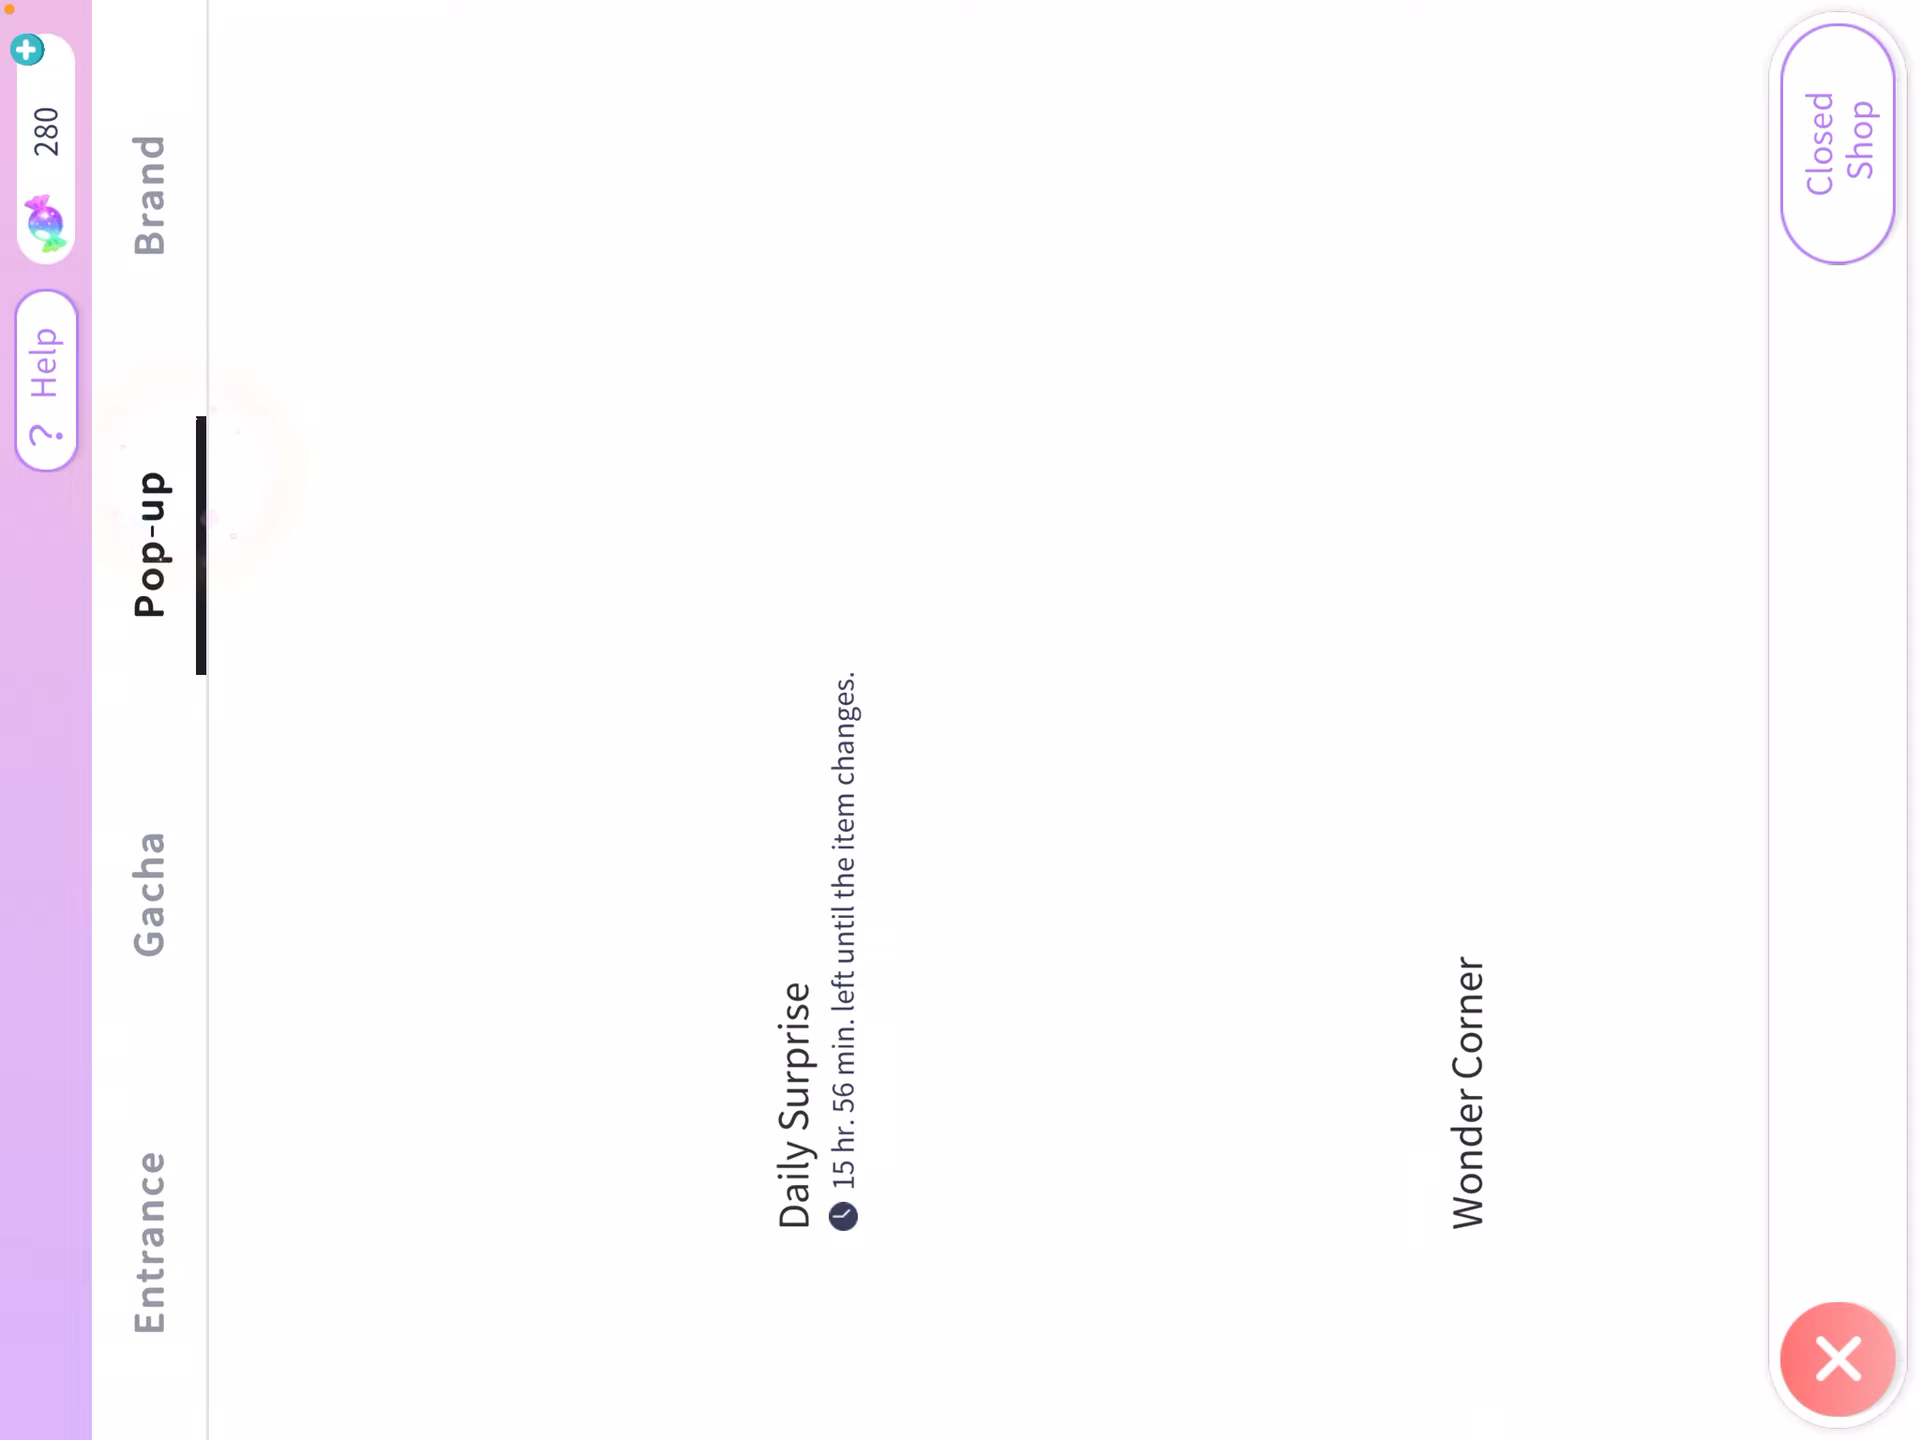 ? Help
280
Entrance
Gacha
Pop-up
Brand
Daily Surprise
15 hr. 56 min. left until the item changes.
Wonder Corner
Closed
Shop